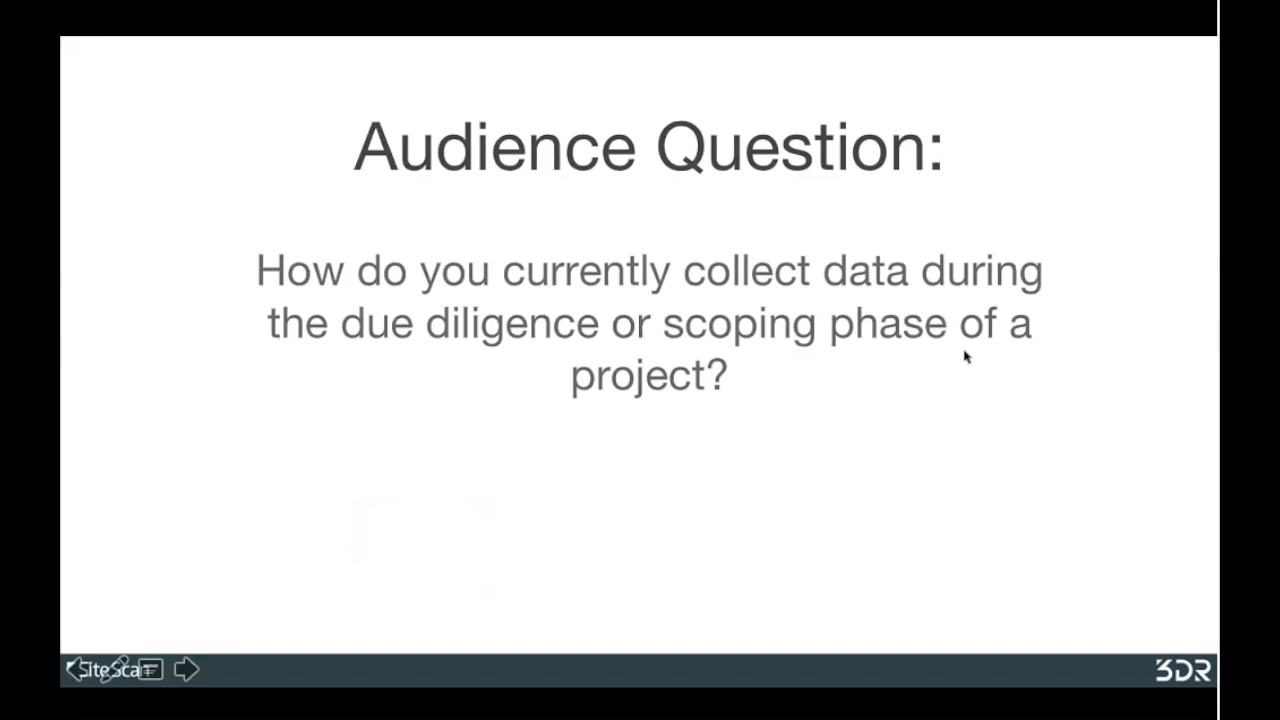 Audience Question:
How do you currently collect data during
the due diligence or scoping phase of a
project?
SiteScan
3DR